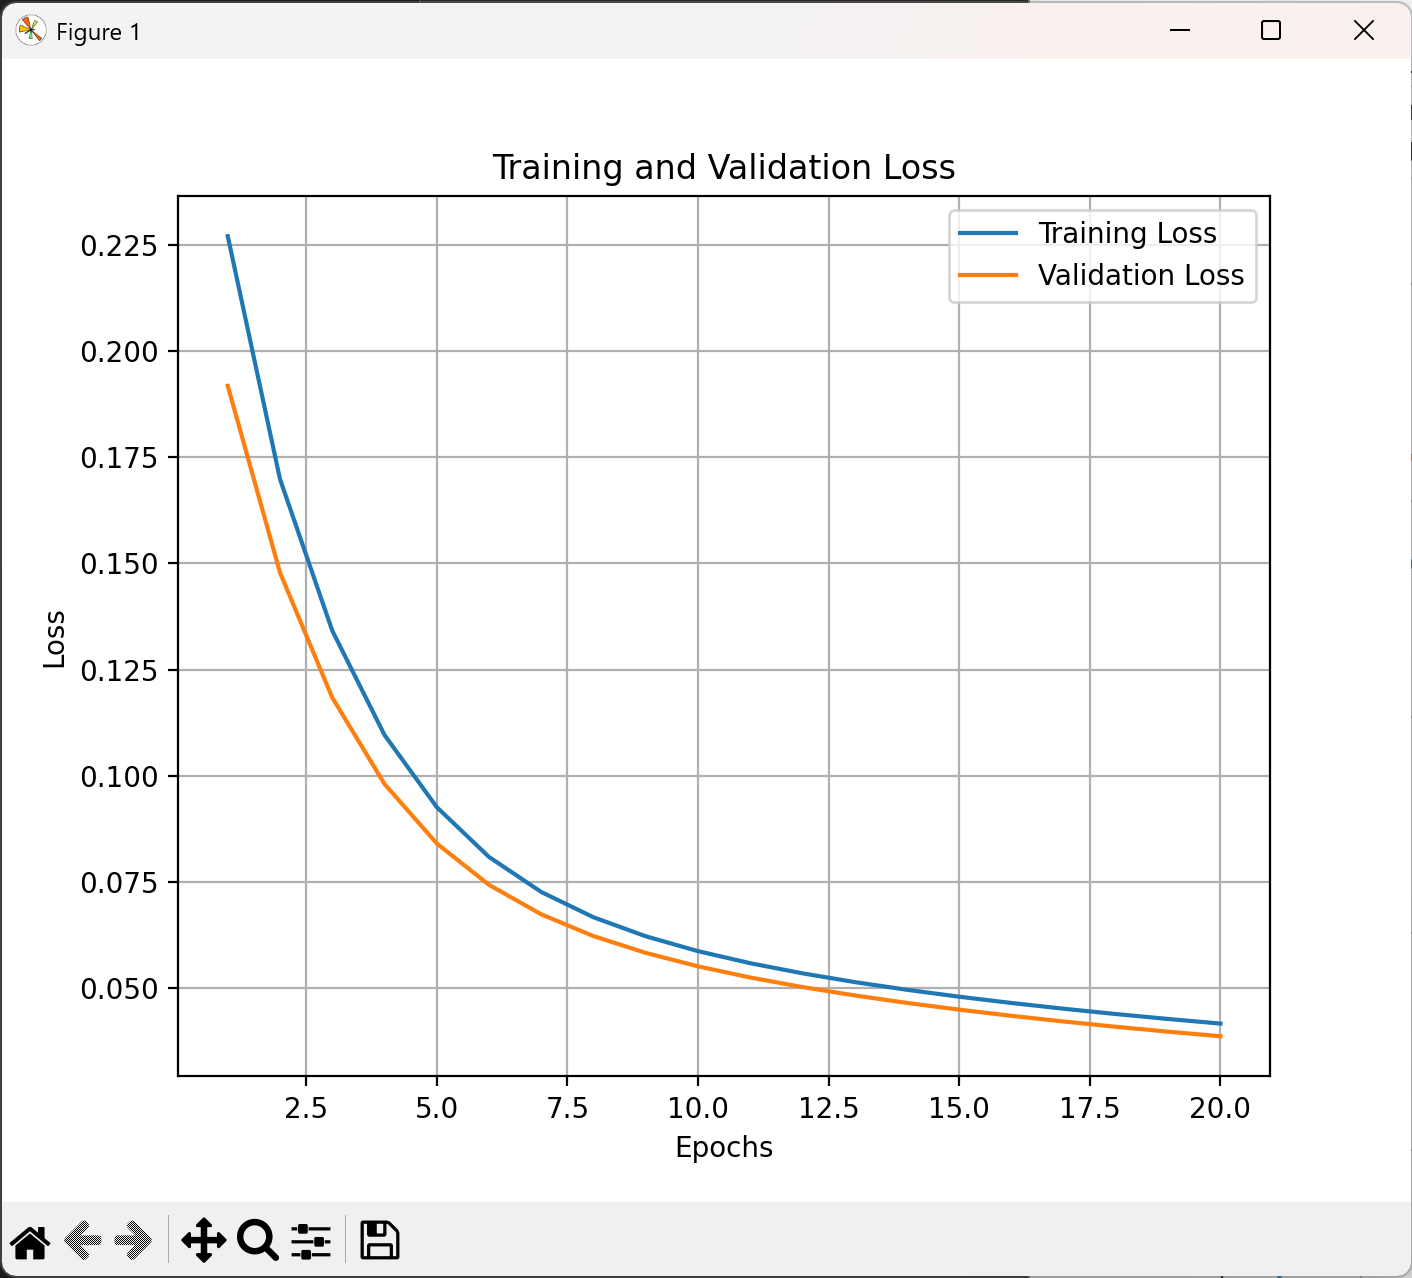 Figure 1
Training and Validation Loss
Training Loss
Validation Loss
0.225
0.200
0.175
0.150
0.125
0.100
0.075
0.050
Loss
2.5 5.0 7.5 10.0 12.5 15.0 17.5 20.0
Epochs